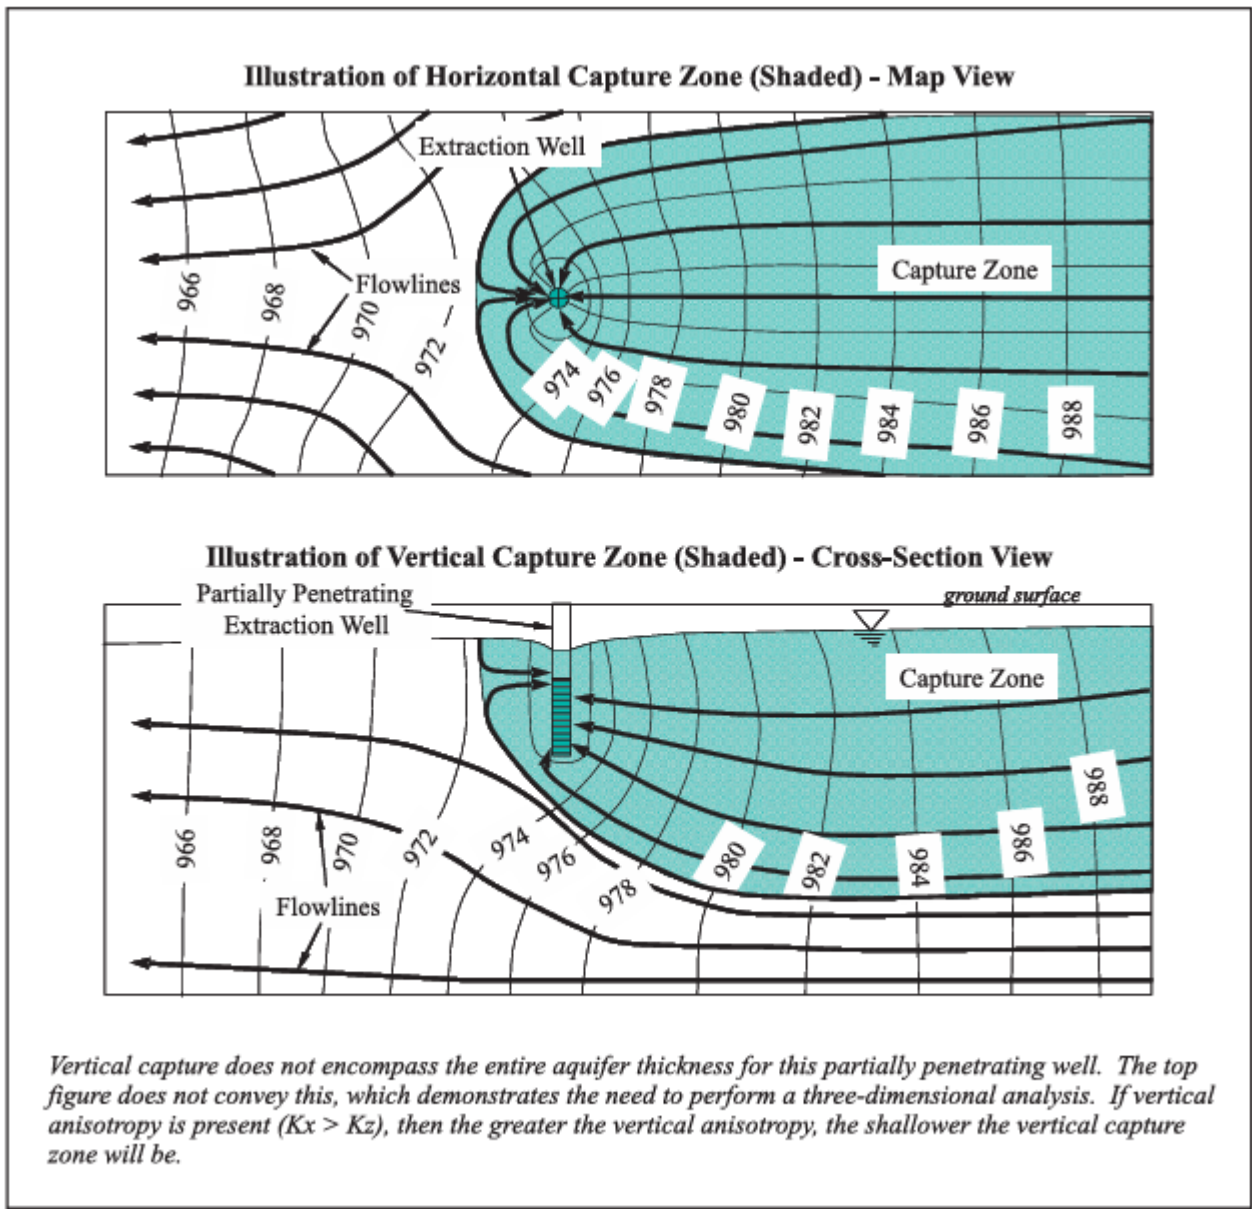 Illustration of Horizontal Capture Zone (Shaded) - Map View
Extraction Well
Capture Zone
Flowlines
966
968
970
972
974
976
978
980
982
984
986
988
Illustration of Vertical Capture Zone (Shaded) - Cross-Section View
Partially Penetrating
Extraction Well
ground surface
Capture Zone
988
986
984
982
980
978
976
974
972
970
968
966
Flowlines
Vertical capture does not encompass the entire aquifer thickness for this partially penetrating well. The top
figure does not convey this, which demonstrates the need to perform a three-dimensional analysis. If vertical
anisotropy is present (Kx > Kz), then the greater the vertical anisotropy, the shallower the vertical capture
zone will be.